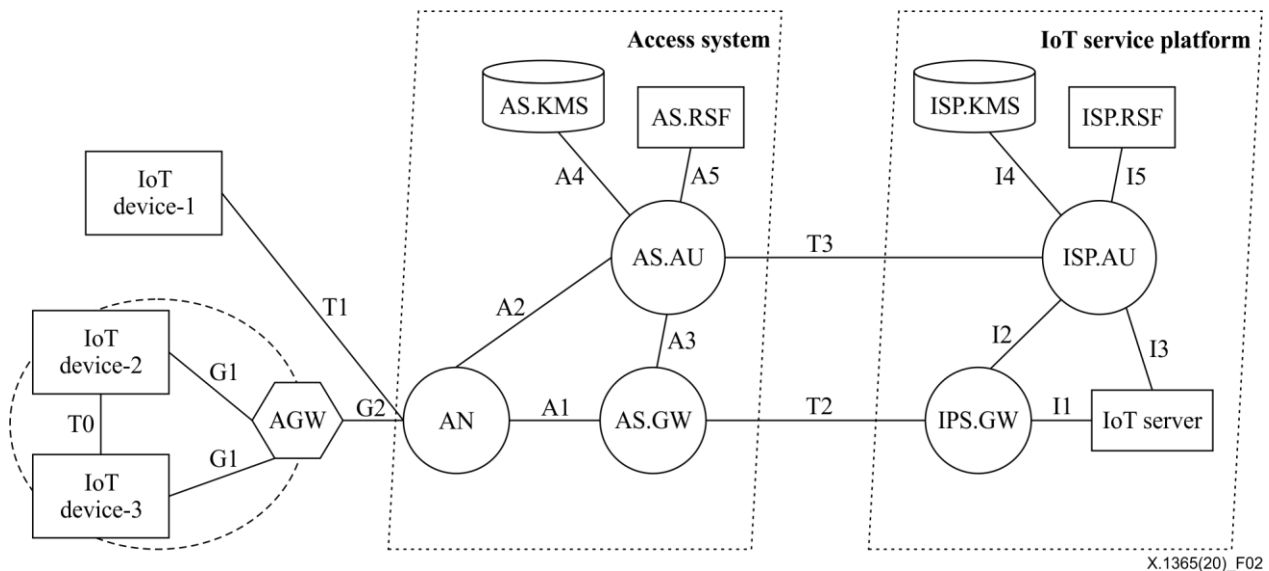 Access system
IoT service platform
AS.KMS
AS.RSF
ISP.KMS
ISP.RSF
A4
A5
I4
I5
IoT
device-1
AS.AU
T3
ISP.AU
T1
A2
A3
I2
I3
IoT
device-2
G1
T0
AGW
G2
AN
A1
AS.GW
T2
IPS.GW
I1
IoT server
G1
IoT
device-3
X.1365(20)_F02